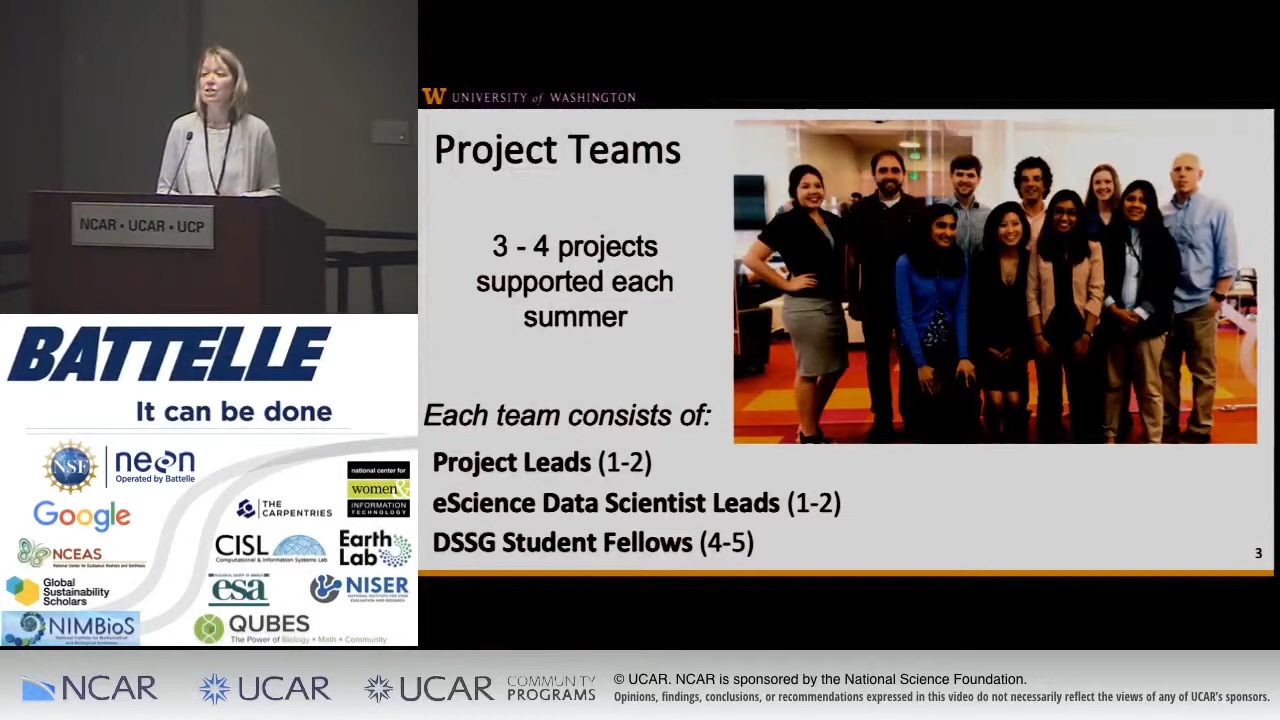 NCAR • UCAR • UCP
W UNIVERSITY of WASHINGTON
Project Teams
3 - 4 projects
supported each
summer
Each team consists of:
Project Leads (1-2)
eScience Data Scientist Leads (1-2)
DSSG Student Fellows (4-5)
3
BATTELLE
It can be done
NSF
neon
Operated by Battelle
national center for
women &
INFORMATION
TECHNOLOGY
Google
THE
CARPENTRIES
NCEAS
CISL
Computational & Information Systems Lab
Earth
Lab
Global
Sustainability
Scholars
esa
NISER
NIMBioS
QUBES
The Power of Biology • Math • Community
NCAR
UCAR
UCAR
COMMUNITY
PROGRAMS
© UCAR. NCAR is sponsored by the National Science Foundation.
Opinions, findings, conclusions, or recommendations expressed in this video do not necessarily reflect the views of any of UCAR's sponsors.